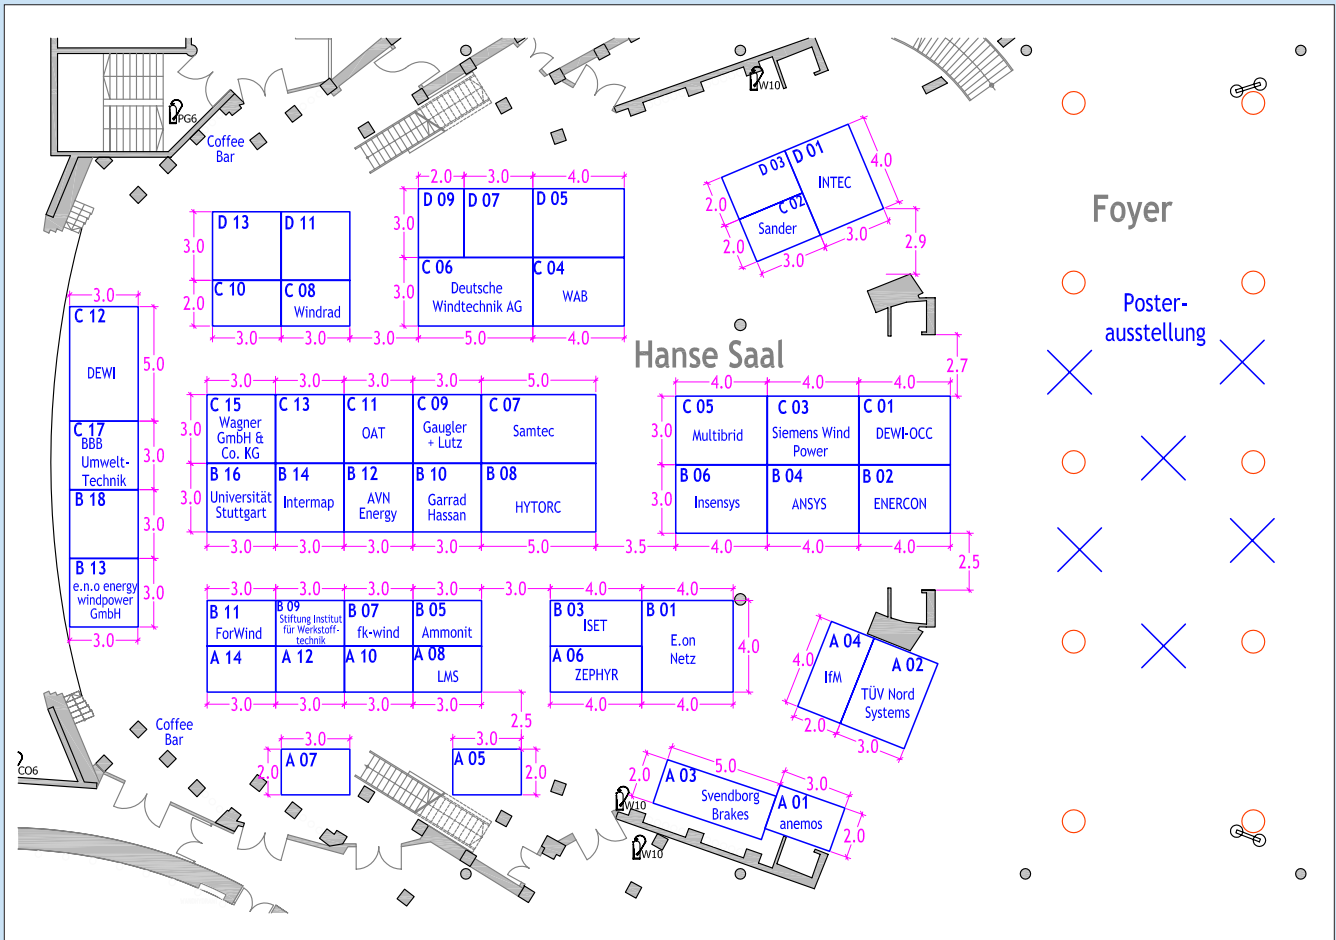 PG6
W10
Coffee
Bar
2.0
3.0
4.0
D 09
D 07
D 05
3.0
C 06
Deutsche
Windtechnik AG
C 04
WAB
3.0
5.0
4.0
D 13
D 11
3.0
C 10
C 08
Windrad
2.0
3.0
3.0
3.0
D 03
D 01
INTEC
4.0
C 02
Sander
2.0
2.0
3.0
3.0
2.9
Foyer
Poster-
ausstellung
Hanse Saal
2.7
3.0
C 12
DEWI
5.0
C 17
BBB
Umwelt-
Technik
3.0
B 18
3.0
B 13
e.n.o energy
windpower
GmbH
3.0
3.0
3.0
3.0
3.0
3.0
5.0
C 15
Wagner
GmbH &
Co. KG
C 13
C 11
OAT
C 09
Gaugler
+ Lutz
C 07
Samtec
3.0
B 16
Universität
Stuttgart
B 14
Intermap
B 12
AVN
Energy
B 10
Garrad
Hassan
B 08
HYTORC
3.0
3.0
3.0
3.0
3.0
5.0
3.5
4.0
4.0
4.0
C 05
Multibrid
C 03
Siemens Wind
Power
C 01
DEWI-OCC
3.0
B 06
Insensys
B 04
ANSYS
B 02
ENERCON
3.0
4.0
4.0
4.0
2.5
3.0
3.0
3.0
3.0
3.0
4.0
4.0
B 11
ForWind
B 09
Stiftung Institut
für Werkstoff-
technik
B 07
fk-wind
B 05
Ammonit
A 14
A 12
A 10
A 08
LMS
3.0
3.0
3.0
3.0
B 03
ISET
B 01
E.on
Netz
A 06
ZEPHYR
4.0
4.0
4.0
2.5
A 04
IfM
A 02
TÜV Nord
Systems
4.0
2.0
3.0
Coffee
Bar
CO6
3.0
A 07
2.0
3.0
A 05
2.0
2.0
5.0
3.0
A 03
Svendborg
Brakes
A 01
anemos
2.0
W10
W10